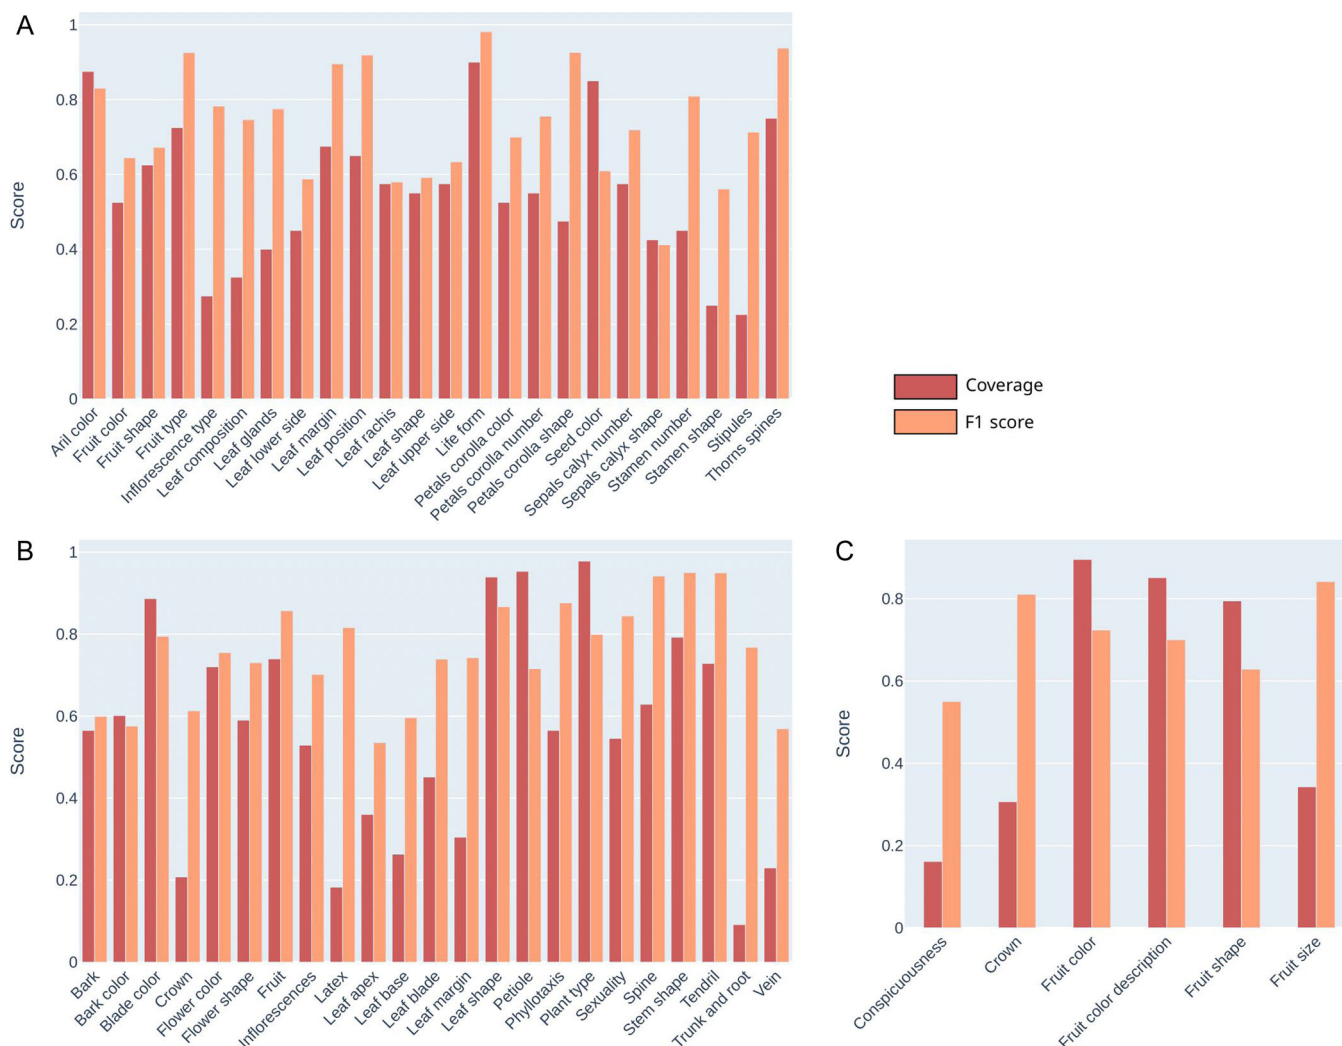 A
1
0.8
0.6
0.4
0.2
0
Score
Aril color
Fruit color
Fruit shape
Fruit type
Inflorescence type
Leaf composition
Leaf glands
Leaf lower side
Leaf margin
Leaf position
Leaf rachis
Leaf shape
Leaf upper side
Life form
Petals corolla color
Petals corolla number
Petals corolla shape
Seed color
Sepals calyx number
Sepals calyx shape
Stamen number
Stamen shape
Stipules
Thorns spines
Coverage
F1 score
B
1
0.8
0.6
0.4
0.2
0
Score
Bark
Bark color
Blade color
Crown
Flower color
Flower shape
Fruit
Inflorescences
Latex
Leaf apex
Leaf base
Leaf blade
Leaf margin
Leaf shape
Petiole
Phyllotaxis
Plant type
Sexuality
Spine
Stem shape
Tendril
Trunk and root
Vein
C
0.8
0.6
0.4
0.2
0
Score
Conspicuousness
Crown
Fruit color
Fruit color description
Fruit shape
Fruit size